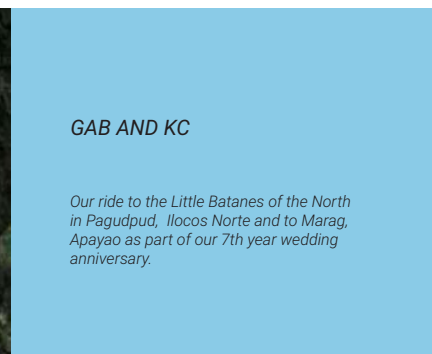 GAB AND KC
Our ride to the Little Batanes of the North
in Pagudpud,  Ilocos Norte and to Marag,
Apayao as part of our 7th year wedding
anniversary.